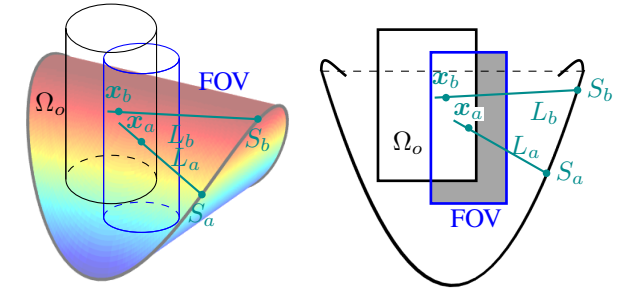 FOV
x_b
Ω_o
x_a
L_b
S_b
L_a
S_a
x_b
S_b
x_a
L_b
Ω_o
L_a
S_a
FOV